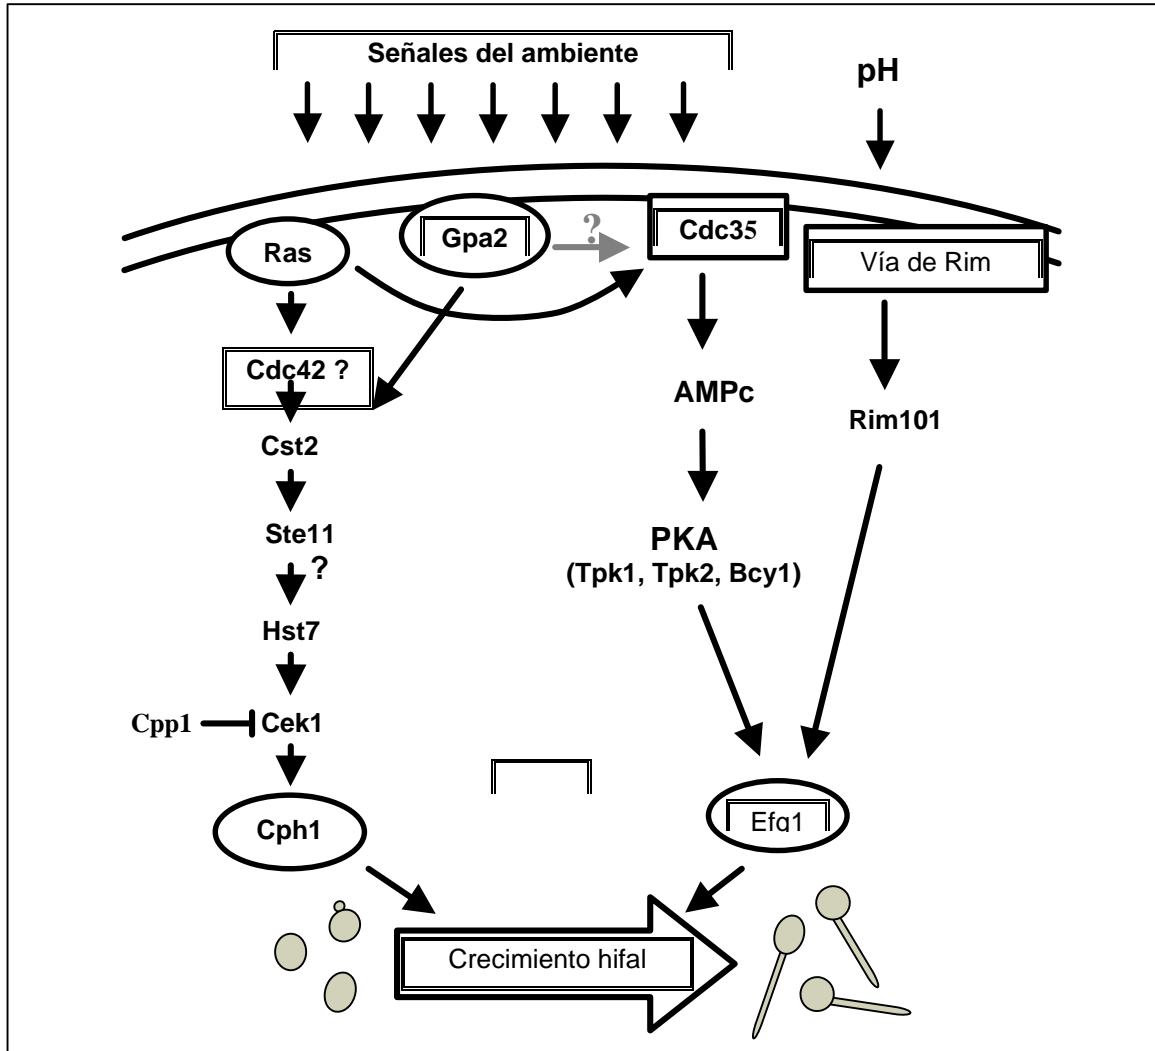 Señales del ambiente
pH
Ras
Gpa2
?
Cdc35
Vía de Rim
Cdc42 ?
AMPc
Rim101
Cst2
Ste11
?
PKA
(Tpk1, Tpk2, Bcy1)
Hst7
Cpp1
Cek1
Cph1
Efg1
Crecimiento hifal